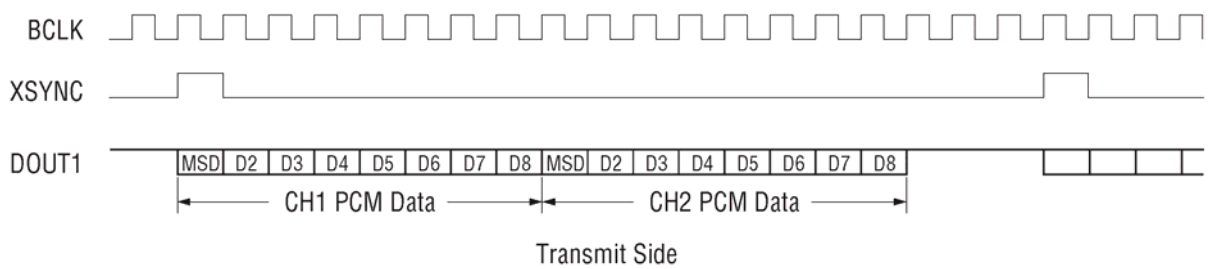 BCLK
XSYNC
DOUT1 MSD D2 D3 D4 D5 D6 D7 D8 MSD D2 D3 D4 D5 D6 D7 D8
CH1 PCM Data CH2 PCM Data
Transmit Side